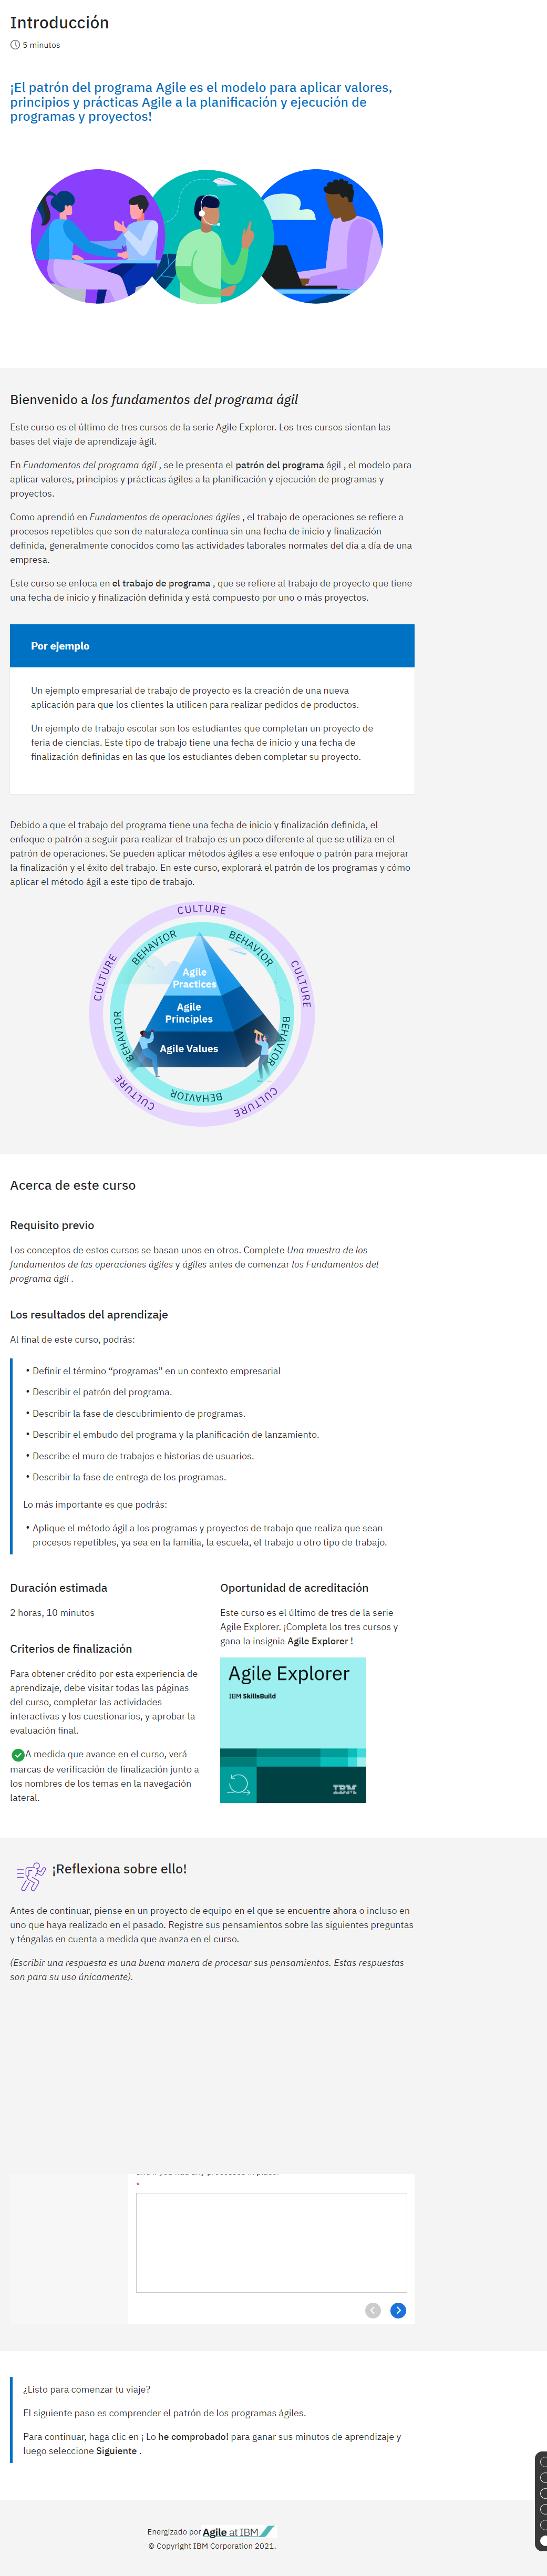 Introducción
5 minutos
¡El patrón del programa Agile es el modelo para aplicar valores,
principios y prácticas Agile a la planificación y ejecución de
programas y proyectos!
Bienvenido a los fundamentos del programa ágil
Este curso es el último de tres cursos de la serie Agile Explorer. Los tres cursos sientan las
bases del viaje de aprendizaje ágil.
En Fundamentos del programa ágil , se le presenta el patrón del programa ágil , el modelo para
aplicar valores, principios y prácticas ágiles a la planificación y ejecución de programas y
proyectos.
Como aprendió en Fundamentos de operaciones ágiles , el trabajo de operaciones se refiere a
procesos repetibles que son de naturaleza continua sin una fecha de inicio y finalización
definida, generalmente conocidos como las actividades laborales normales del día a día de una
empresa.
Este curso se enfoca en el trabajo de programa , que se refiere al trabajo de proyecto que tiene
una fecha de inicio y finalización definida y está compuesto por uno o más proyectos.
Por ejemplo
Un ejemplo empresarial de trabajo de proyecto es la creación de una nueva
aplicación para que los clientes la utilicen para realizar pedidos de productos.
Un ejemplo de trabajo escolar son los estudiantes que completan un proyecto de
feria de ciencias. Este tipo de trabajo tiene una fecha de inicio y una fecha de
finalización definidas en las que los estudiantes deben completar su proyecto.
Debido a que el trabajo del programa tiene una fecha de inicio y finalización definida, el
enfoque o patrón a seguir para realizar el trabajo es un poco diferente al que se utiliza en el
patrón de operaciones. Se pueden aplicar métodos ágiles a ese enfoque o patrón para mejorar
la finalización y el éxito del trabajo. En este curso, explorará el patrón de los programas y cómo
aplicar el método ágil a este tipo de trabajo.
CULTURE
BEHAVIOR
BEHAVIOR
CULTURE
CULTURE
Agile
Practices
Agile
Principles
Agile Values
BEHAVIOR
BEHAVIOR
BEHAVIOR
CULTURE
CULTURE
Acerca de este curso
Requisito previo
Los conceptos de estos cursos se basan unos en otros. Complete Una muestra de los
fundamentos de las operaciones ágiles y ágiles antes de comenzar los Fundamentos del
programa ágil .
Los resultados del aprendizaje
Al final de este curso, podrás:
• Definir el término “programas” en un contexto empresarial
• Describir el patrón del programa.
• Describir la fase de descubrimiento de programas.
• Describir el embudo del programa y la planificación de lanzamiento.
• Describe el muro de trabajos e historias de usuarios.
• Describir la fase de entrega de los programas.
Lo más importante es que podrás:
• Aplique el método ágil a los programas y proyectos de trabajo que realiza que sean
procesos repetibles, ya sea en la familia, la escuela, el trabajo u otro tipo de trabajo.
Duración estimada
2 horas, 10 minutos
Criterios de finalización
Para obtener crédito por esta experiencia de
aprendizaje, debe visitar todas las páginas
del curso, completar las actividades
interactivas y los cuestionarios, y aprobar la
evaluación final.
A medida que avance en el curso, verá
marcas de verificación de finalización junto a
los nombres de los temas en la navegación
lateral.
Oportunidad de acreditación
Este curso es el último de tres de la serie
Agile Explorer. ¡Completa los tres cursos y
gana la insignia Agile Explorer !
Agile Explorer
IBM SkillsBuild
IBM
¡Reflexiona sobre ello!
Antes de continuar, piense en un proyecto de equipo en el que se encuentre ahora o incluso en
uno que haya realizado en el pasado. Registre sus pensamientos sobre las siguientes preguntas
y téngalas en cuenta a medida que avanza en el curso.
(Escribir una respuesta es una buena manera de procesar sus pensamientos. Estas respuestas
son para su uso únicamente).
*
¿Listo para comenzar tu viaje?
El siguiente paso es comprender el patrón de los programas ágiles.
Para continuar, haga clic en ¡ Lo he comprobado! para ganar sus minutos de aprendizaje y
luego seleccione Siguiente .
Energizado por Agile at IBM
© Copyright IBM Corporation 2021.